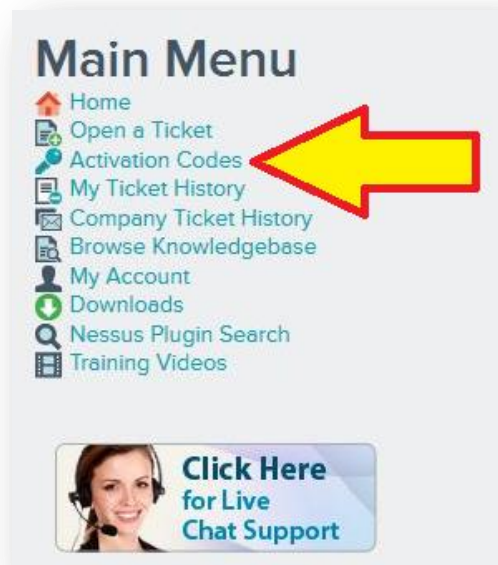 Main Menu
Home
Open a Ticket
Activation Codes
My Ticket History
Company Ticket History
Browse Knowledgebase
My Account
Downloads
Nessus Plugin Search
Training Videos
Click Here
for Live
Chat Support